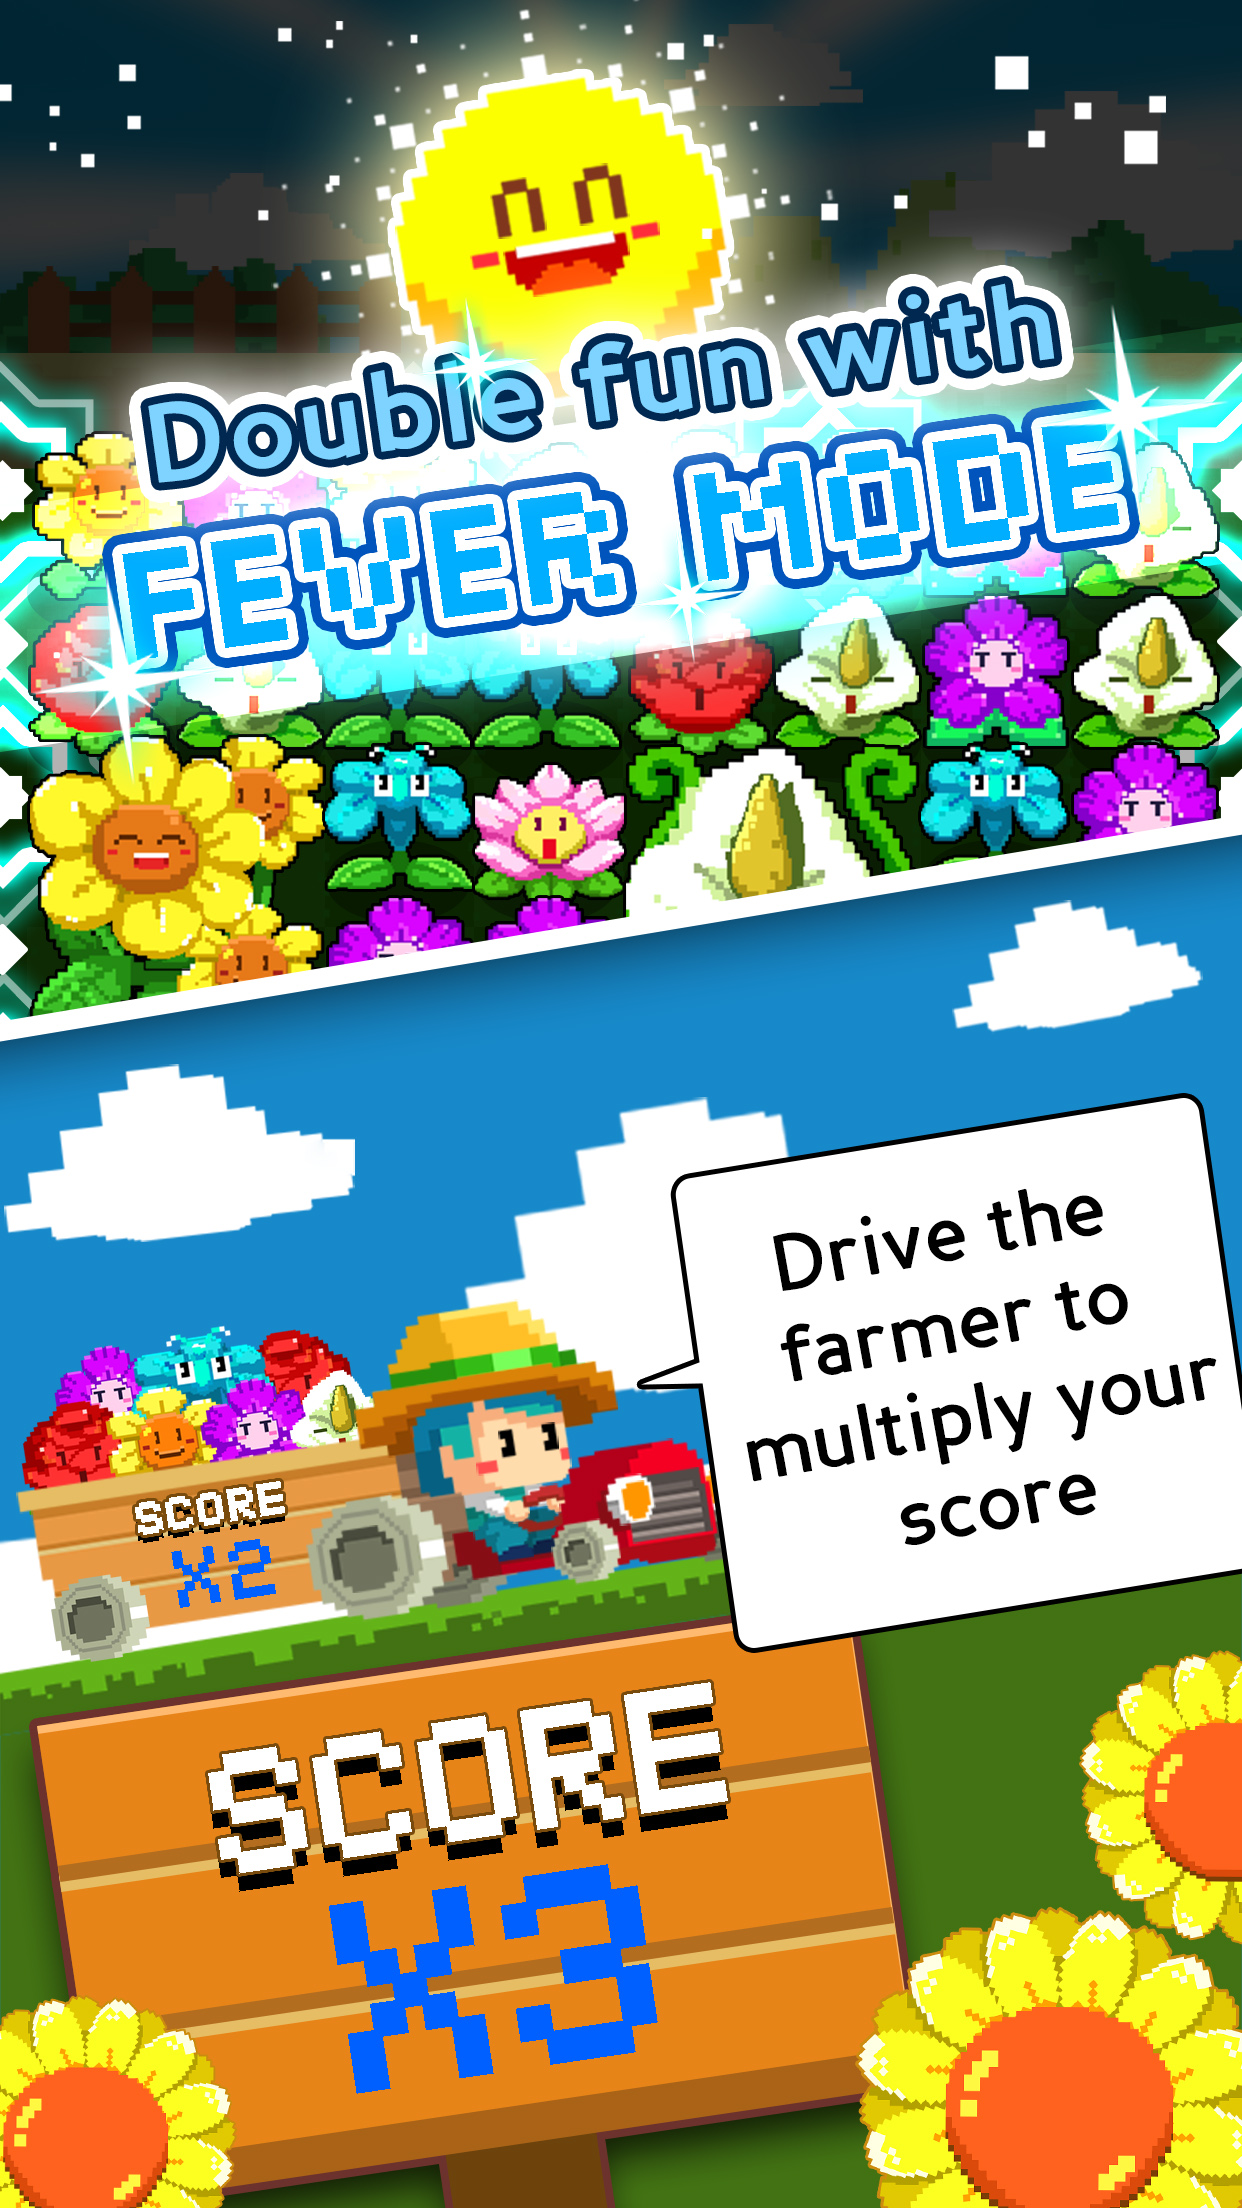 Double fun with
FEVER MODE
Drive the
farmer to
multiply your
score
SCORE
X2
SCORE
X3